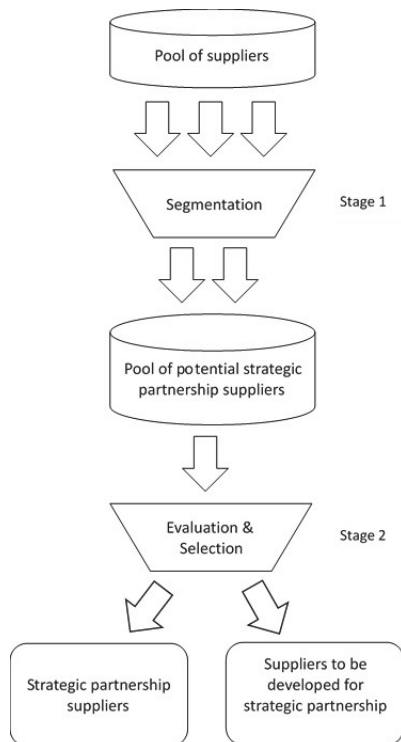 Pool of suppliers
Segmentation
Stage 1
Pool of potential strategic
partnership suppliers
Evaluation &
Selection
Stage 2
Strategic partnership
suppliers
Suppliers to be
developed for
strategic partnership